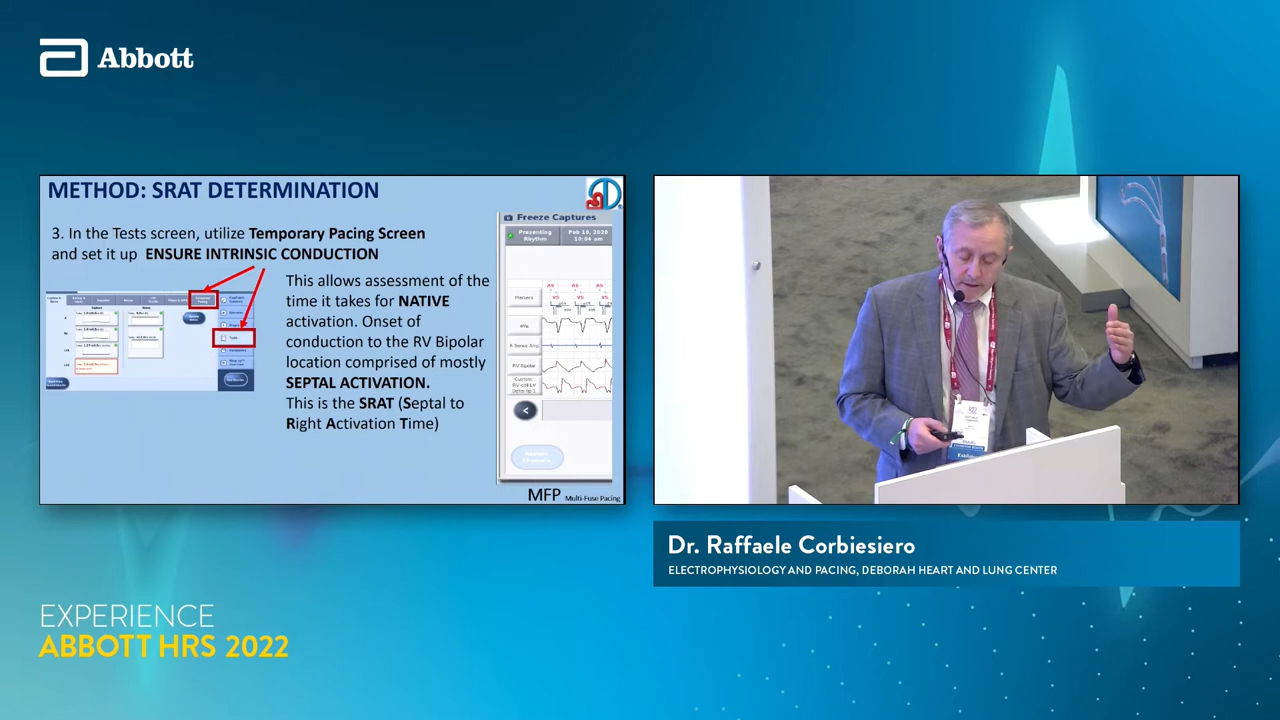 Abbott
METHOD: SRAT DETERMINATION
3. In the Tests screen, utilize Temporary Pacing Screen
and set it up ENSURE INTRINSIC CONDUCTION
This allows assessment of the
time it takes for NATIVE
activation. Onset of
conduction to the RV Bipolar
location comprised of mostly
SEPTAL ACTIVATION.
This is the SRAT (Septal to
Right Activation Time)
Freeze Captures
Presenting
Rhythm
Feb 10, 2020
10:04 am
Markers
A Sense Amp
RV Bipolar
<
MFP Multi-Fuse Pacing
Dr. Raffaele Corbiesiero
ELECTROPHYSIOLOGY AND PACING, DEBORAH HEART AND LUNG CENTER
EXPERIENCE
ABBOTT HRS 2022